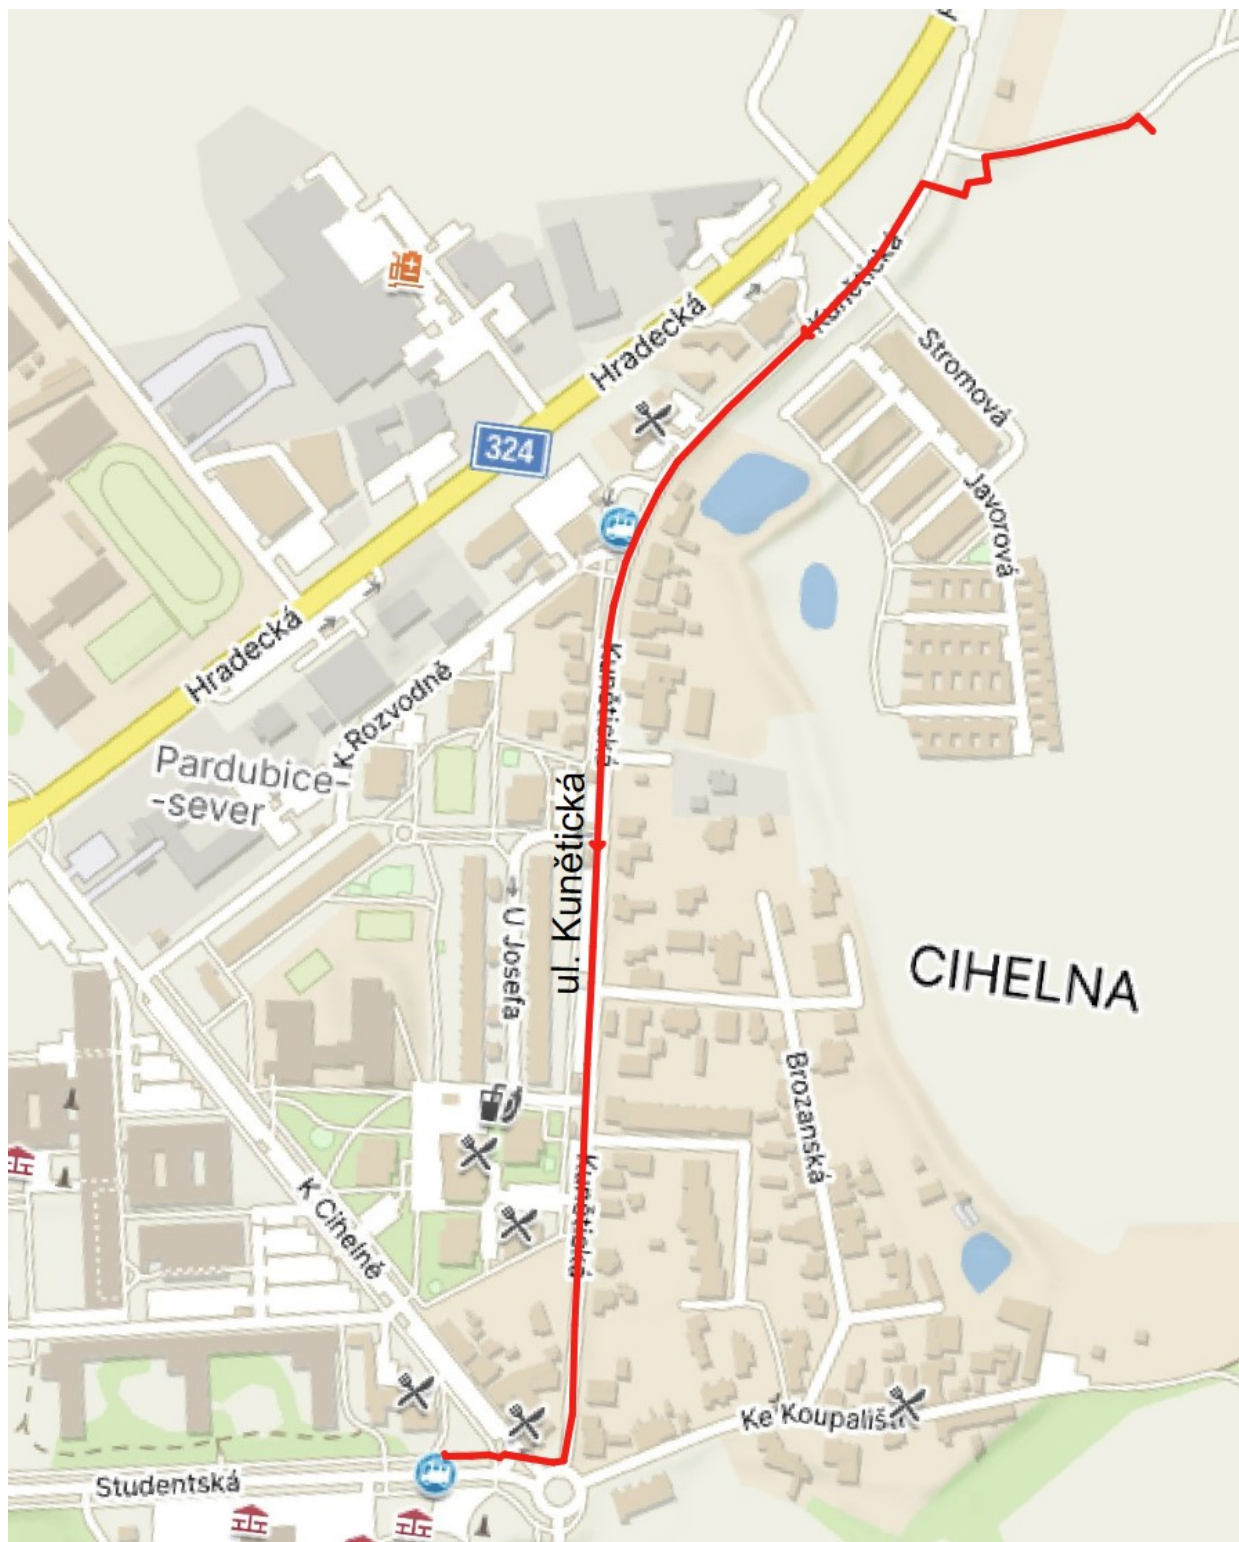 Kunětická
Stromová
Hradecká
324
Javorová
Hradecká
K Rozvodně
Kunětická
Pardubice-
-sever
ul. Kunětická
U Josefa
CIHELNA
Brozanská
K Cihelně
Kunětická
Ke Koupališti
Studentská